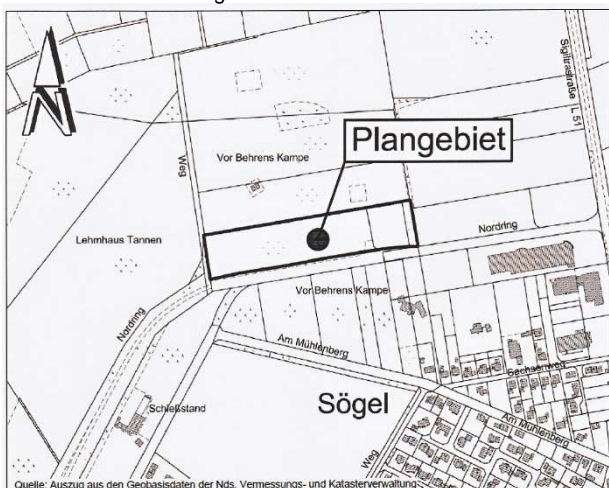 N
Sigiltrastraße L 51
Weg
Vor Behrens Kampe
Plangebiet
Nordring
Lehmhaus Tannen
Vor Behrens Kampe
Nordring
Am Mühlenberg
Sachsenweg
Schießstand
Sögel
Am Mühlenberg
Weg
Quelle: Auszug aus den Geobasisdaten der Nds. Vermessungs- und Katasterverwaltung